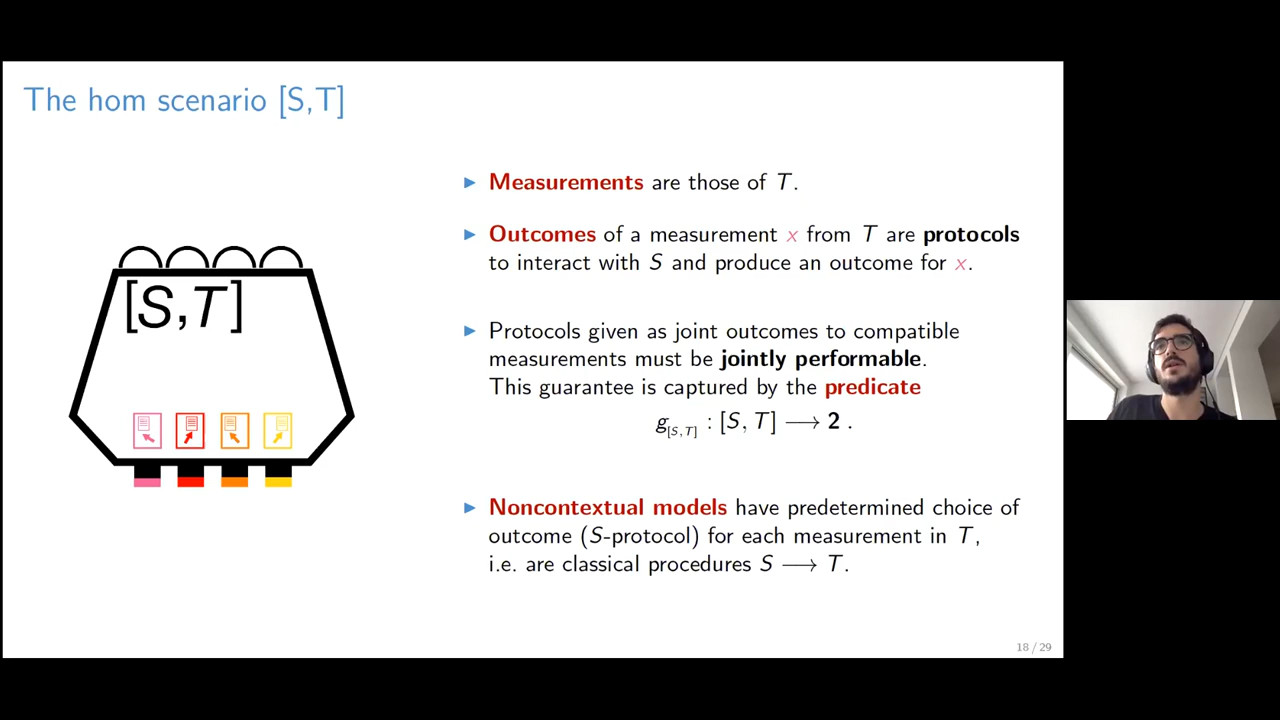 The hom scenario [S,T]
[S,T]
▶ Measurements are those of T.
▶ Outcomes of a measurement x from T are protocols
to interact with S and produce an outcome for x.
▶ Protocols given as joint outcomes to compatible
measurements must be jointly performable.
This guarantee is captured by the predicate
g[S,T] : [S, T] ⟶ 2 .
▶ Noncontextual models have predetermined choice of
outcome (S-protocol) for each measurement in T,
i.e. are classical procedures S ⟶ T.
18 / 29